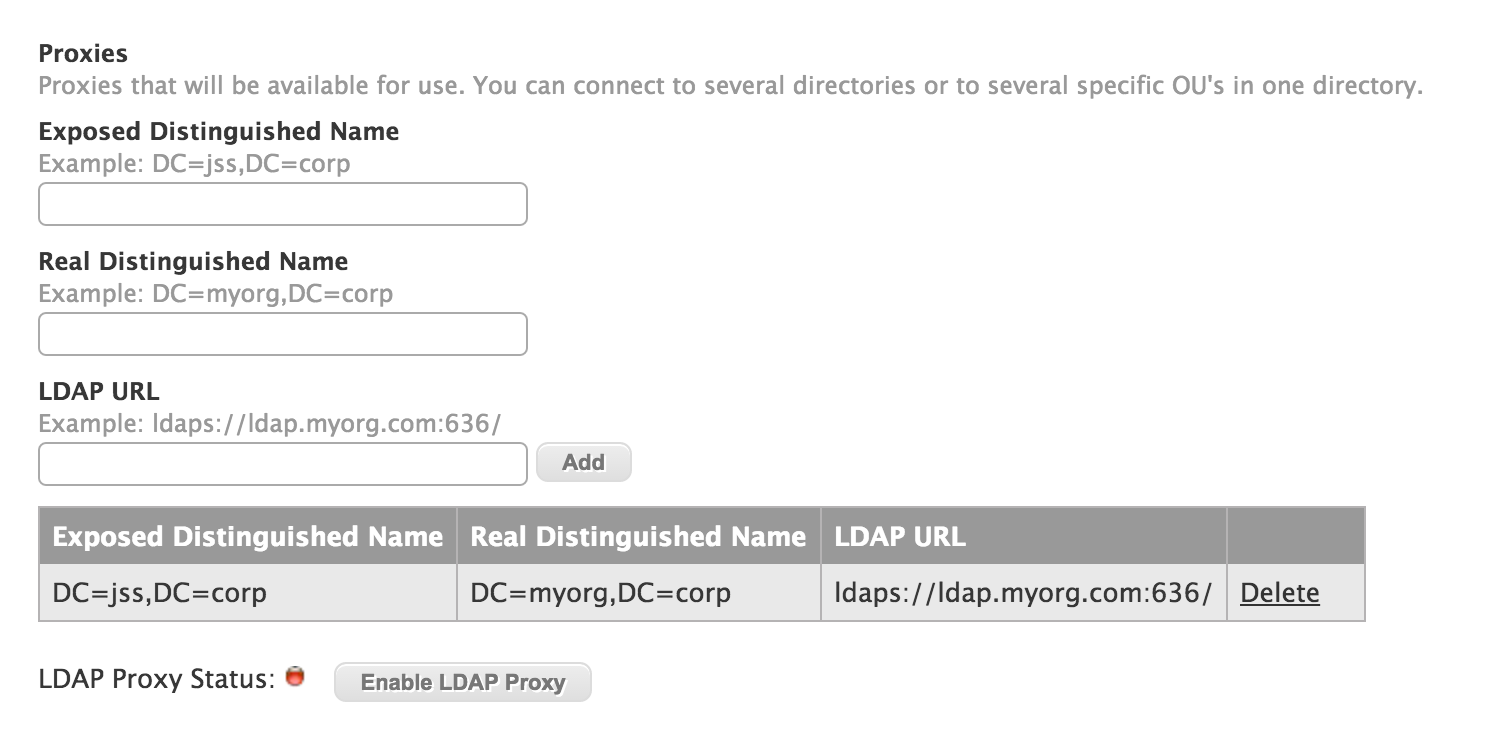 Proxies
Proxies that will be available for use. You can connect to several directories or to several specific OU's in one directory.
Exposed Distinguished Name
Example: DC=jss,DC=corp
Real Distinguished Name
Example: DC=myorg,DC=corp
LDAP URL
Example: ldaps://ldap.myorg.com:636/
Add
Exposed Distinguished Name Real Distinguished Name LDAP URL
DC=jss,DC=corp DC=myorg,DC=corp ldaps://ldap.myorg.com:636/ Delete
LDAP Proxy Status: Enable LDAP Proxy